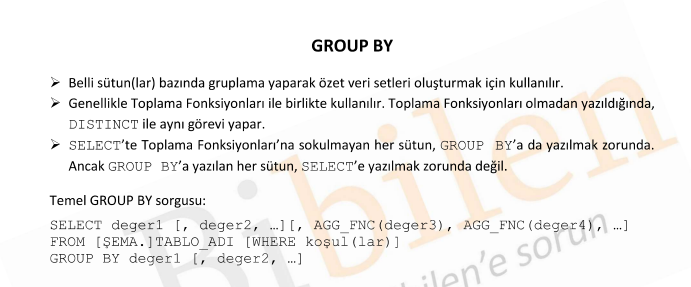 GROUP BY
➢ Belli sütun(lar) bazında gruplama yaparak özet veri setleri oluşturmak için kullanılır.
➢ Genellikle Toplama Fonksiyonları ile birlikte kullanılır. Toplama Fonksiyonları olmadan yazıldığında,
DISTINCT ile aynı görevi yapar.
➢ SELECT’te Toplama Fonksiyonları’na sokulmayan her sütun, GROUP BY’a da yazılmak zorunda.
Ancak GROUP BY’a yazılan her sütun, SELECT’e yazılmak zorunda değil.
Temel GROUP BY sorgusu:
SELECT deger1 [, deger2, …][, AGG_FNC(deger3), AGG_FNC(deger4), …]
FROM [ŞEMA.]TABLO_ADI [WHERE koşul(lar)]
GROUP BY deger1 [, deger2, …]
Bibilen
bilen’e sorun